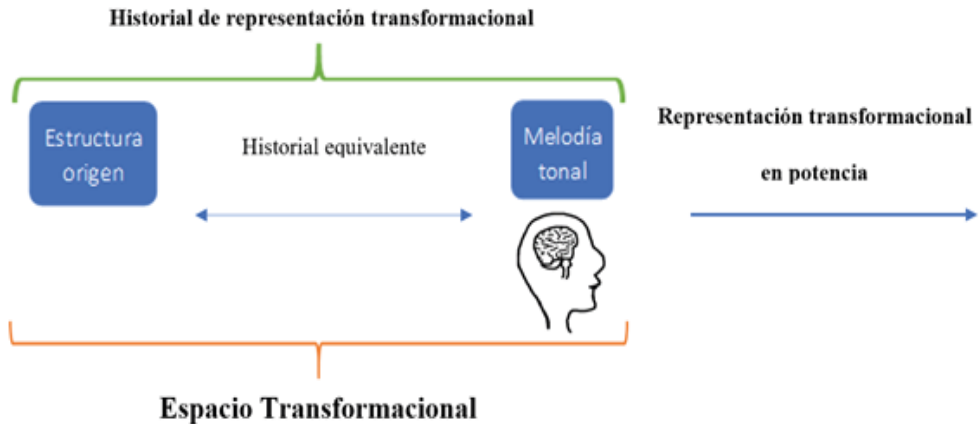 Historial de representación transformacional
Estructura
origen
Historial equivalente
Melodía
tonal
Representación transformacional
en potencia
Espacio Transformacional